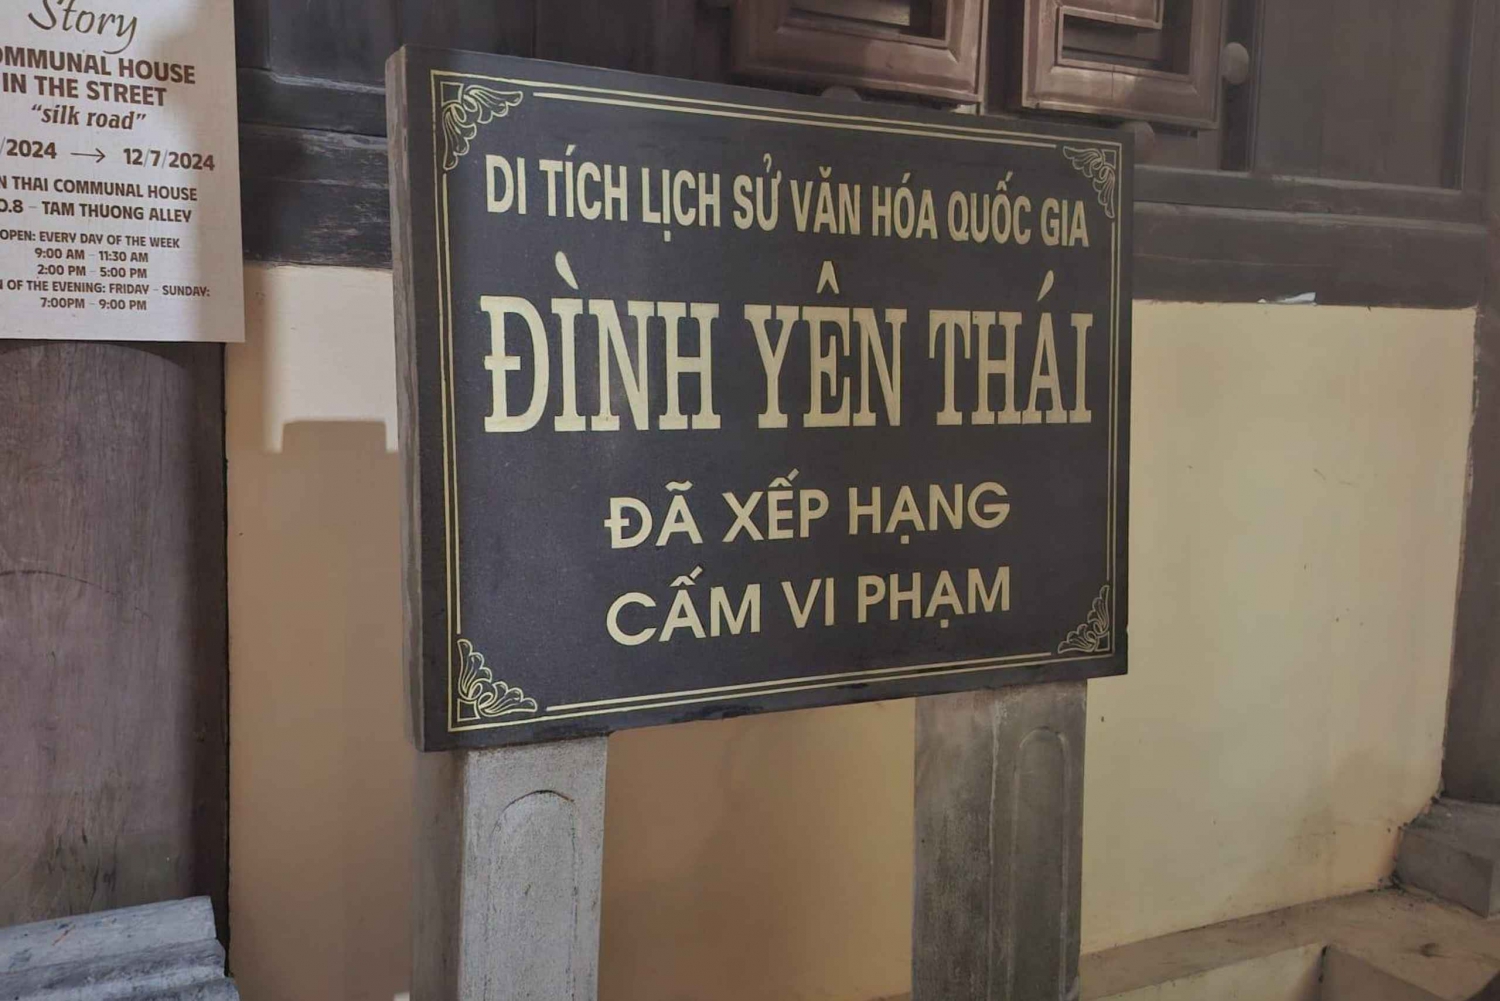 Story
COMMUNAL HOUSE
IN THE STREET
"silk road"
/2024 → 12/7/2024
THAI COMMUNAL HOUSE
8 - TAM THUONG ALLEY
OPEN: EVERY DAY OF THE WEEK
9:00 AM - 11:30 AM
2:00 PM - 5:00 PM
OF THE EVENING: FRIDAY - SUNDAY:
7:00PM - 9:00 PM
DI TÍCH LỊCH SỬ VĂN HÓA QUỐC GIA
ĐÌNH YÊN THÁI
ĐÃ XẾP HẠNG
CẤM VI PHẠM